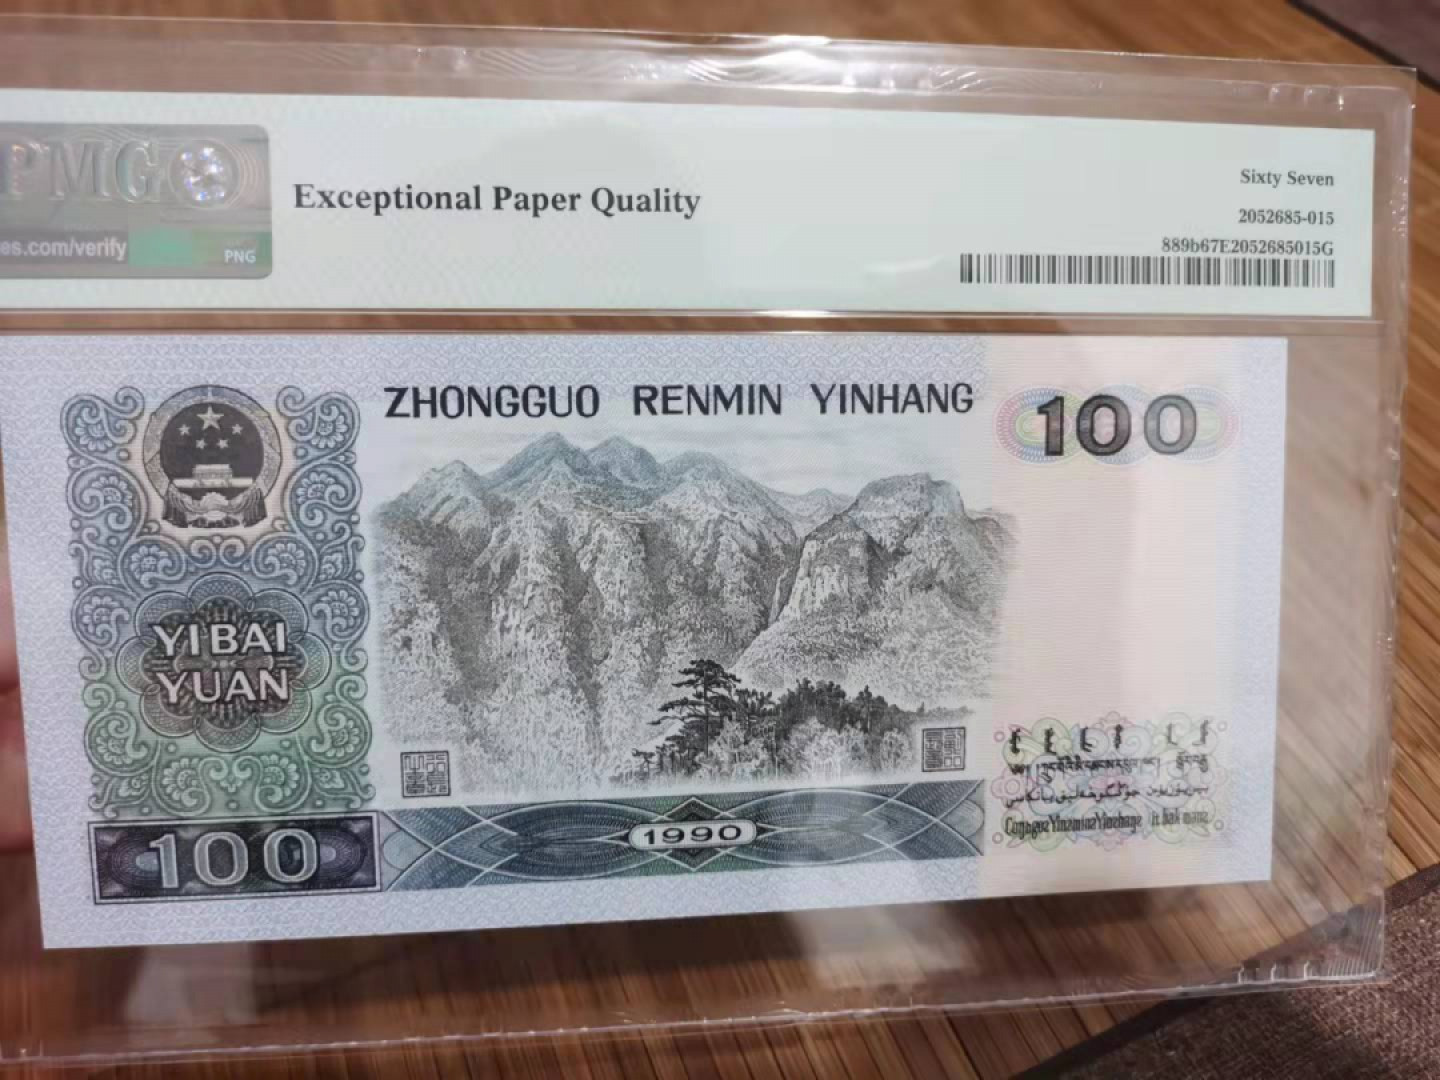 PMG
es.com/verify
PNG
Exceptional Paper Quality
Sixty Seven
2052685-015
889b67E2052685015G
ZHONGGUO RENMIN YINHANG
100
YI BAI
YUAN
100
1990